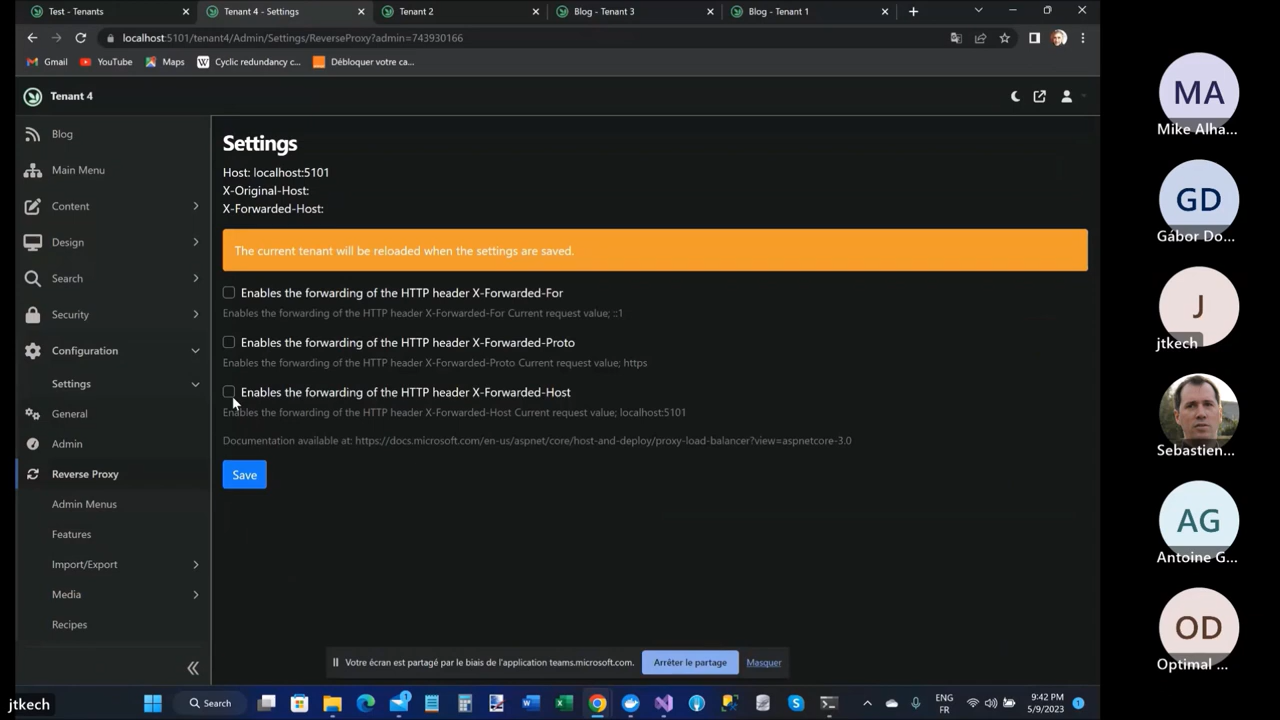 Test - Tenants
Tenant 4 - Settings
Tenant 2
Blog - Tenant 3
Blog - Tenant 1
localhost:5101/tenant4/Admin/Settings/ReverseProxy?admin=743930166
Gmail
YouTube
Maps
W Cyclic redundancy c...
Débloquer votre ca...
Tenant 4
Blog
Main Menu
Content
Design
Search
Security
Configuration
Settings
General
Admin
Reverse Proxy
Admin Menus
Features
Import/Export
Media
Recipes
Settings
Host: localhost:5101
X-Original-Host:
X-Forwarded-Host:
The current tenant will be reloaded when the settings are saved.
Enables the forwarding of the HTTP header X-Forwarded-For
Enables the forwarding of the HTTP header X-Forwarded-For Current request value; ::1
Enables the forwarding of the HTTP header X-Forwarded-Proto
Enables the forwarding of the HTTP header X-Forwarded-Proto Current request value; https
Enables the forwarding of the HTTP header X-Forwarded-Host
Enables the forwarding of the HTTP header X-Forwarded-Host Current request value; localhost:5101
Documentation available at: https://docs.microsoft.com/en-us/aspnet/core/host-and-deploy/proxy-load-balancer?view=aspnetcore-3.0
Save
Votre écran est partagé par le biais de l'application teams.microsoft.com.
Arrêter le partage
Masquer
jtkech
Search
1
ENG
FR
9:42 PM
5/9/2023
MA
Mike Alha...
GD
Gábor Do...
J
jtkech
Sebastien...
AG
Antoine G...
OD
Optimal ...